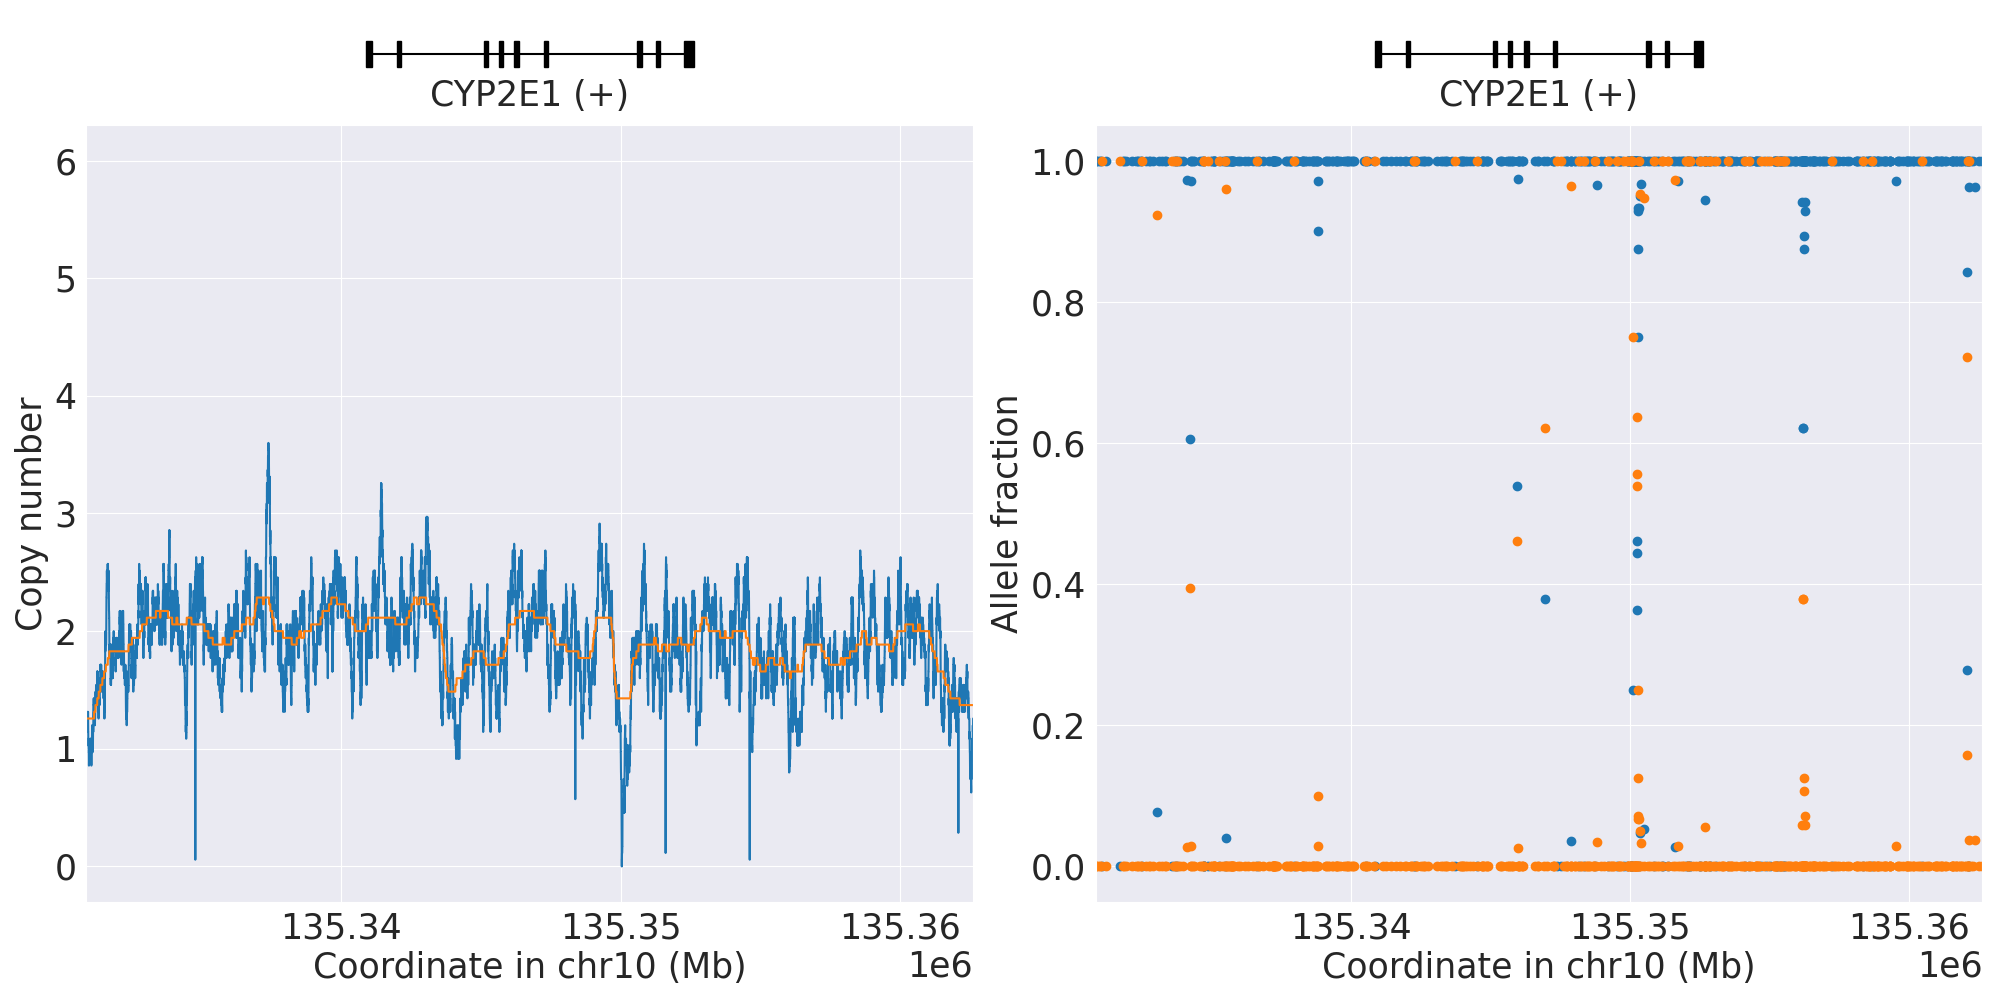 CYP2E1 (+)
6
5
4
3
2
1
0
Copy number
135.34 135.35 135.36
Coordinate in chr10 (Mb)
1e6
CYP2E1 (+)
1.0
0.8
0.6
0.4
0.2
0.0
Allele fraction
135.34 135.35 135.36
Coordinate in chr10 (Mb)
1e6